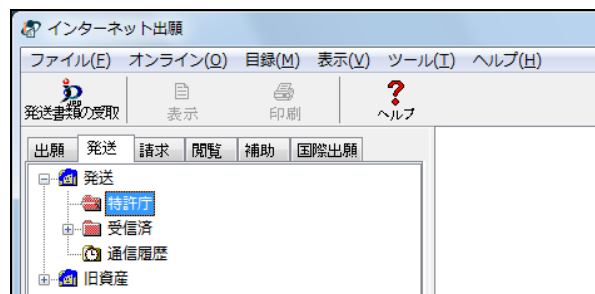 インターネット出願
ファイル(F) オンライン(O) 目録(M) 表示(V) ツール(T) ヘルプ(H)
発送書類の受取 表示 印刷 ヘルプ
出願 発送 請求 閲覧 補助 国際出願
発送
特許庁
受信済
通信履歴
旧資産